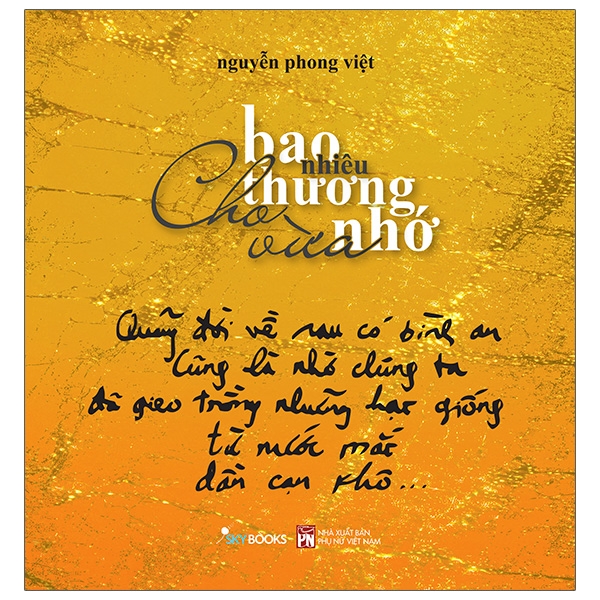 nguyễn phong việt
bao
nhiêu
thương
nhớ
Cho
vừa
Quãng đời về sau có bình an
Cũng là nhờ chúng ta
đã gieo trồng những hạt giống
từ nước mắt
dần cạn khô...
SKYBOOKS
PN
NHÀ XUẤT BẢN
PHỤ NỮ VIỆT NAM